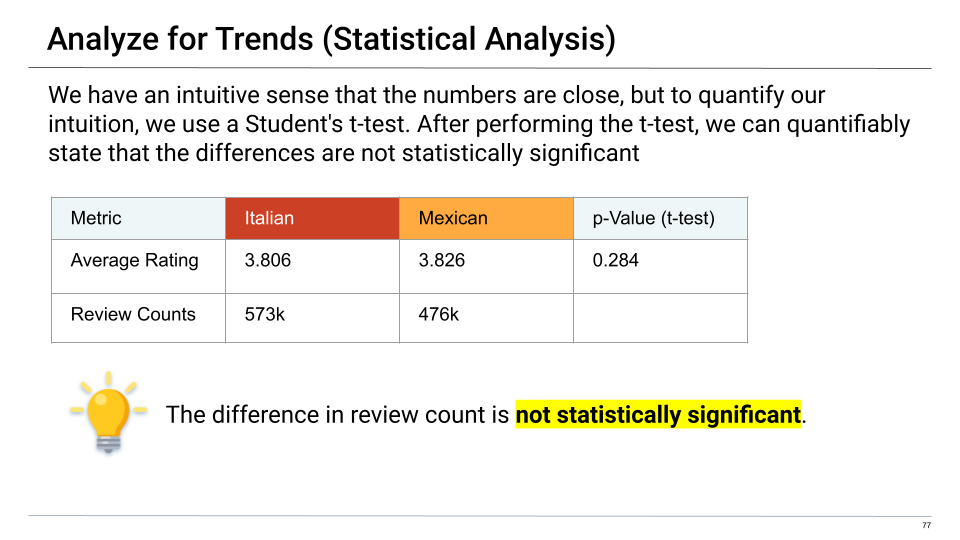 Analyze for Trends (Statistical Analysis)
We have an intuitive sense that the numbers are close, but to quantify our
intuition, we use a Student's t-test. After performing the t-test, we can quantifiably
state that the differences are not statistically significant
Metric Italian Mexican p-Value (t-test)
Average Rating 3.806 3.826 0.284
Review Counts 573k 476k
The difference in review count is not statistically significant.
77